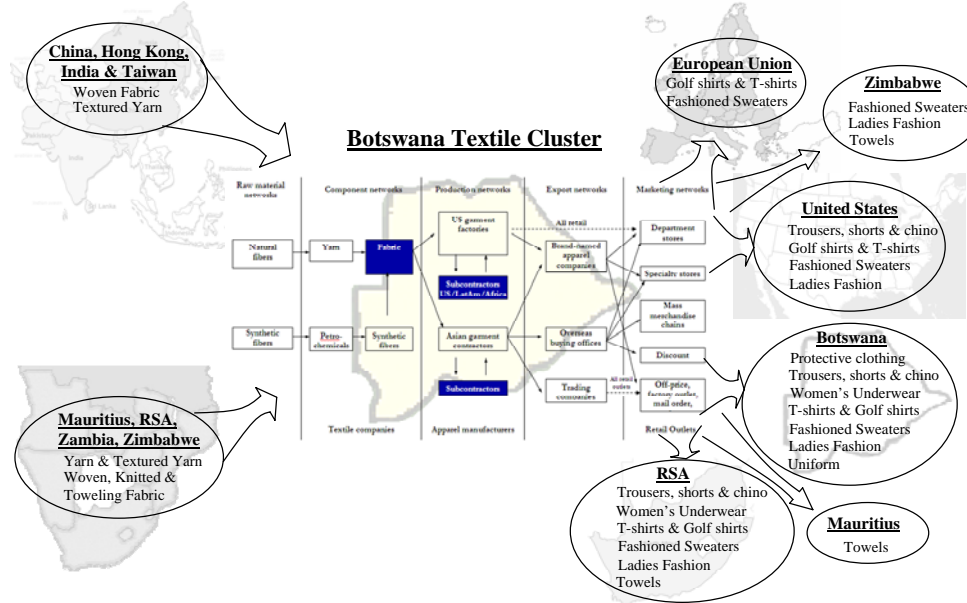 China, Hong Kong,
India & Taiwan
Woven Fabric
Textured Yarn
European Union
Golf shirts & T-shirts
Fashioned Sweaters
Zimbabwe
Fashioned Sweaters
Ladies Fashion
Towels
Botswana Textile Cluster
Raw material
networks
Component networks
Production networks
Export networks
Marketing networks
Natural
fibers
Yarn
Fabric
US garment
factories
All retail
Department
stores
Brand-named
apparel
companies
Subcontractors
US/LatAm/Africa
Specialty stores
Mass
merchandise
chains
Synthetic
fibers
Petro-
chemicals
Synthetic
fibers
Asian garment
contractors
Overseas
buying offices
Discount
Subcontractors
Trading
companies
All retail
outlets
Off-price,
factory outlet,
mail order,
Textile companies
Apparel manufacturers
Retail Outlets
United States
Trousers, shorts & chino
Golf shirts & T-shirts
Fashioned Sweaters
Ladies Fashion
Mauritius, RSA,
Zambia, Zimbabwe
Yarn & Textured Yarn
Woven, Knitted &
Toweling Fabric
Botswana
Protective clothing
Trousers, shorts & chino
Women's Underwear
T-shirts & Golf shirts
Fashioned Sweaters
Ladies Fashion
Uniform
RSA
Trousers, shorts & chino
Women's Underwear
T-shirts & Golf shirts
Fashioned Sweaters
Ladies Fashion
Towels
Mauritius
Towels